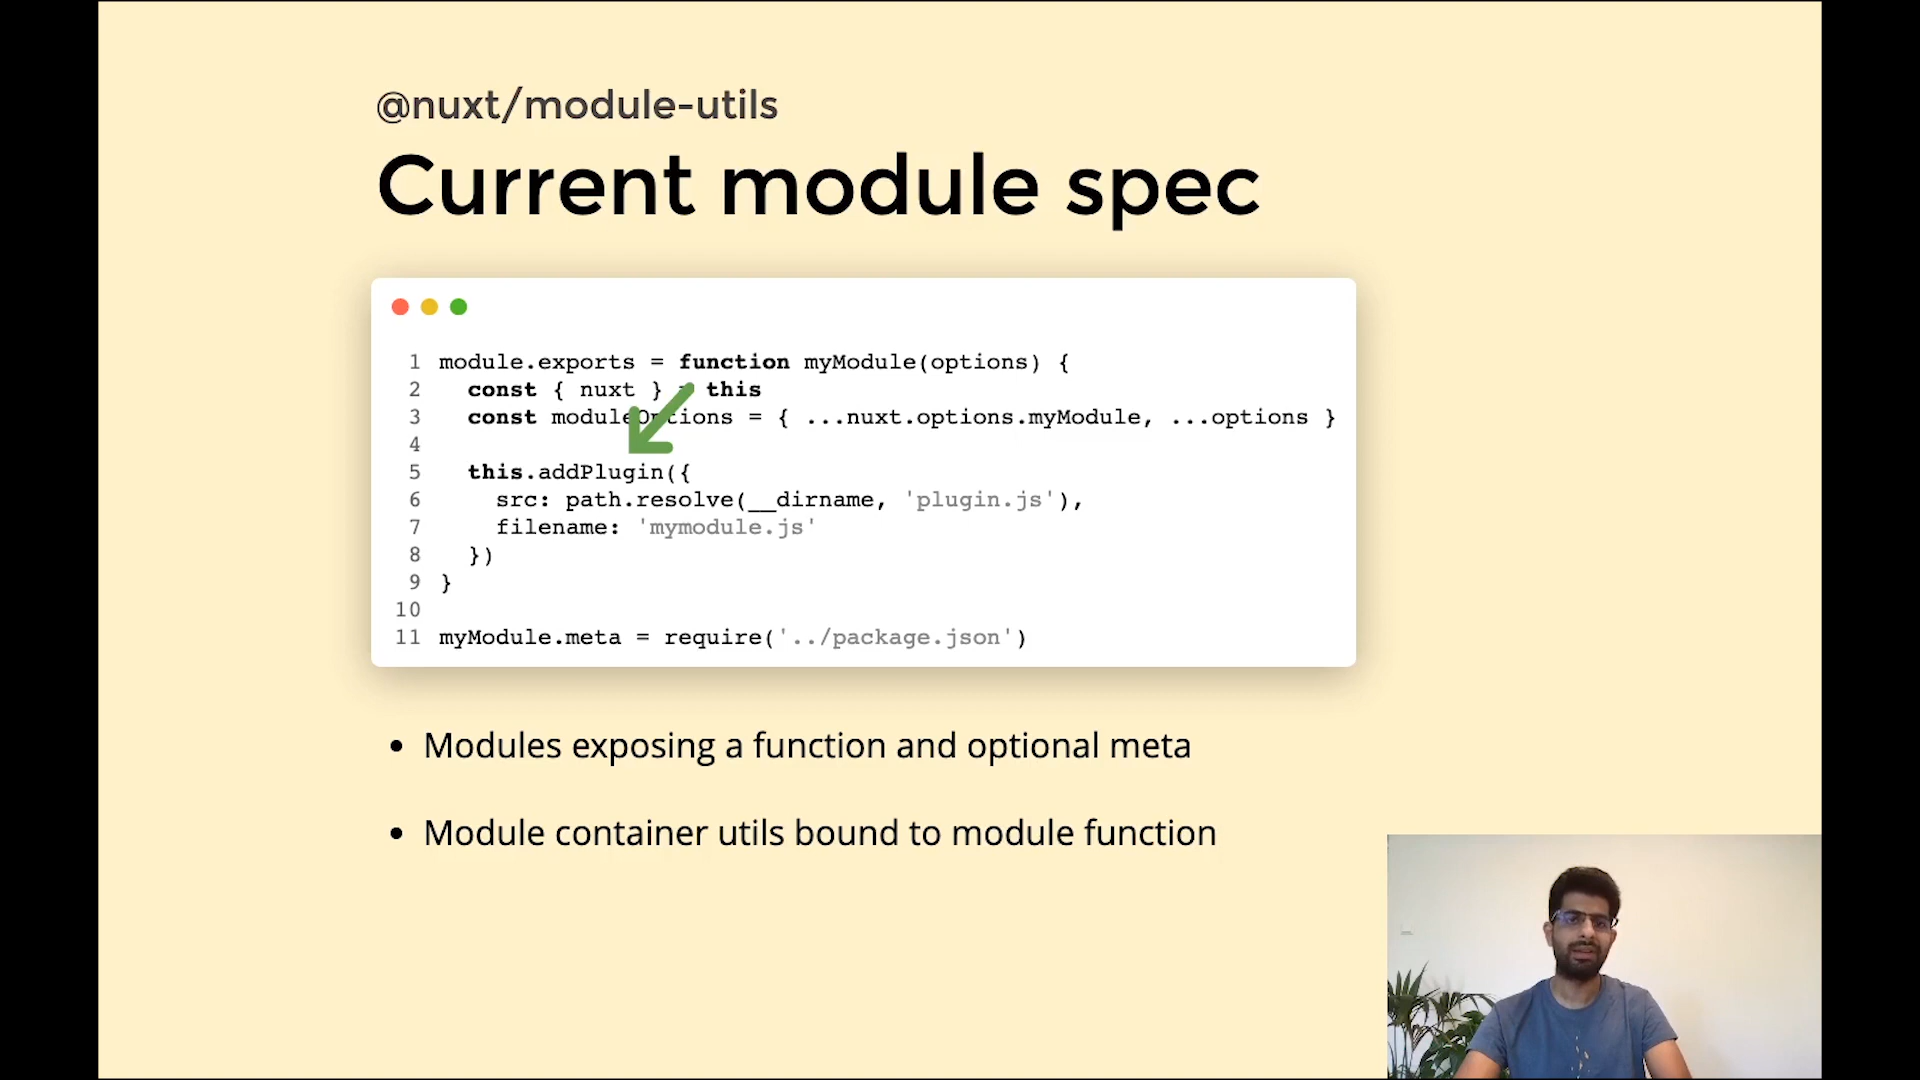 @nuxt/module-utils
Current module spec
1 module.exports = function myModule(options) {
2 const { nuxt } = this
3 const moduleOptions = { ...nuxt.options.myModule, ...options }
4
5 this.addPlugin({
6 src: path.resolve(__dirname, 'plugin.js'),
7 filename: 'mymodule.js'
8 })
9 }
10
11 myModule.meta = require('../package.json')
• Modules exposing a function and optional meta
• Module container utils bound to module function